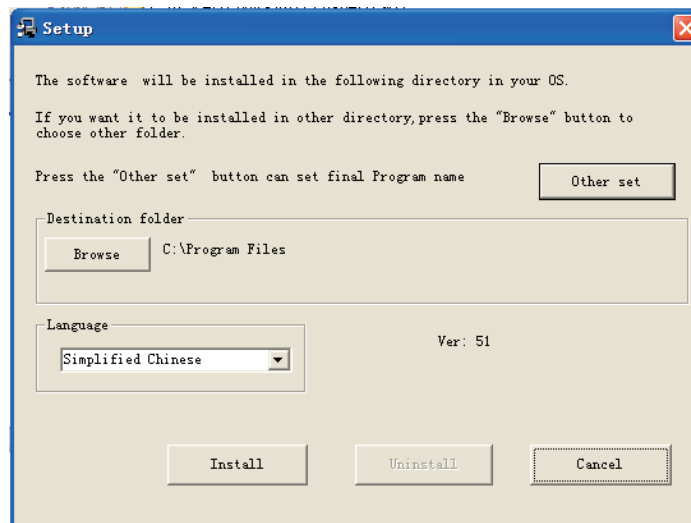 Setup
The software  will be installed in the following directory in your OS.
If you want it to be installed in other directory,press the "Browse" button to
choose other folder.
Press the "Other set"  button can set final Program name
Other set
Destination folder
Browse
C:\Program Files
Language
Simplified Chinese
Ver: 51
Install
Uninstall
Cancel